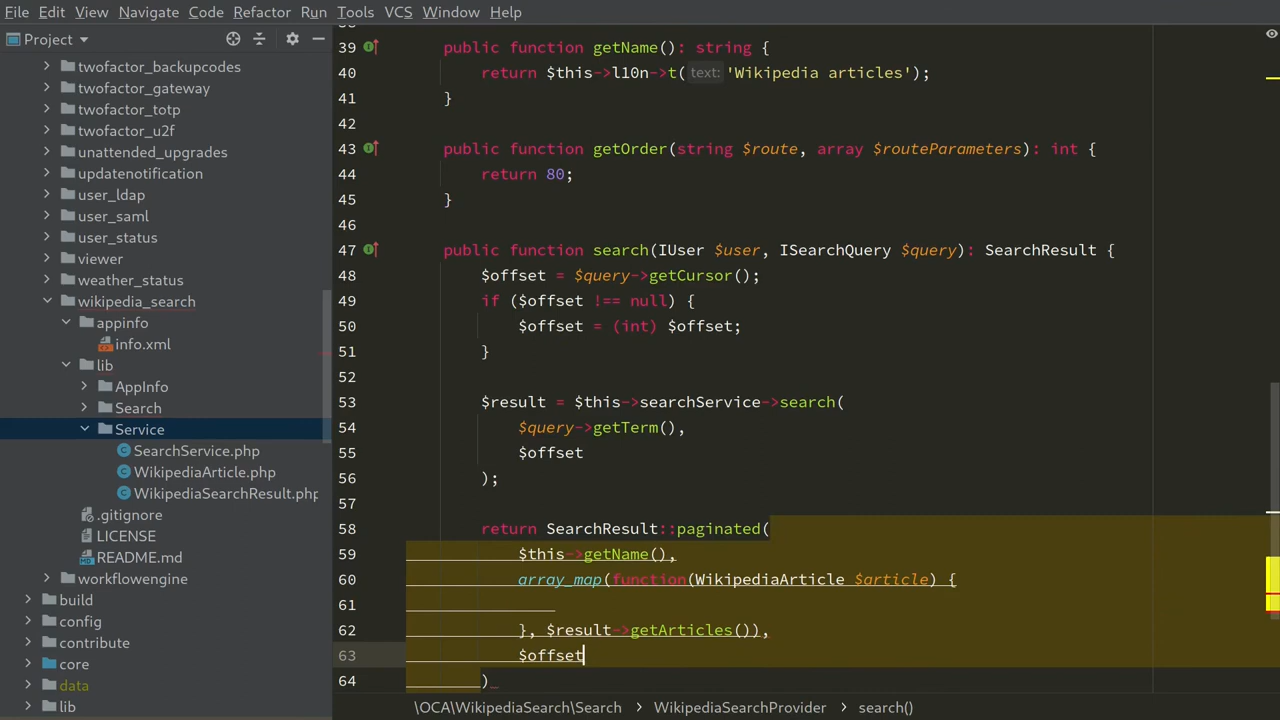 File Edit View Navigate Code Refactor Run Tools VCS Window Help
Project
twofactor_backupcodes
twofactor_gateway
twofactor_totp
twofactor_u2f
unattended_upgrades
updatenotification
user_ldap
user_saml
user_status
viewer
weather_status
wikipedia_search
appinfo
info.xml
lib
AppInfo
Search
Service
SearchService.php
WikipediaArticle.php
WikipediaSearchResult.php
.gitignore
LICENSE
README.md
workflowengine
build
config
contribute
core
data
lib
39 public function getName(): string {
40 return $this->l10n->t( text: 'Wikipedia articles');
41 }
42
43 public function getOrder(string $route, array $routeParameters): int {
44 return 80;
45 }
46
47 public function search(IUser $user, ISearchQuery $query): SearchResult {
48 $offset = $query->getCursor();
49 if ($offset !== null) {
50 $offset = (int) $offset;
51 }
52
53 $result = $this->searchService->search(
54 $query->getTerm(),
55 $offset
56 );
57
58 return SearchResult::paginated(
59 $this->getName(),
60 array_map(function(WikipediaArticle $article) {
61
62 }, $result->getArticles()),
63 $offset
64 )
\OCA\WikipediaSearch\Search WikipediaSearchProvider search()